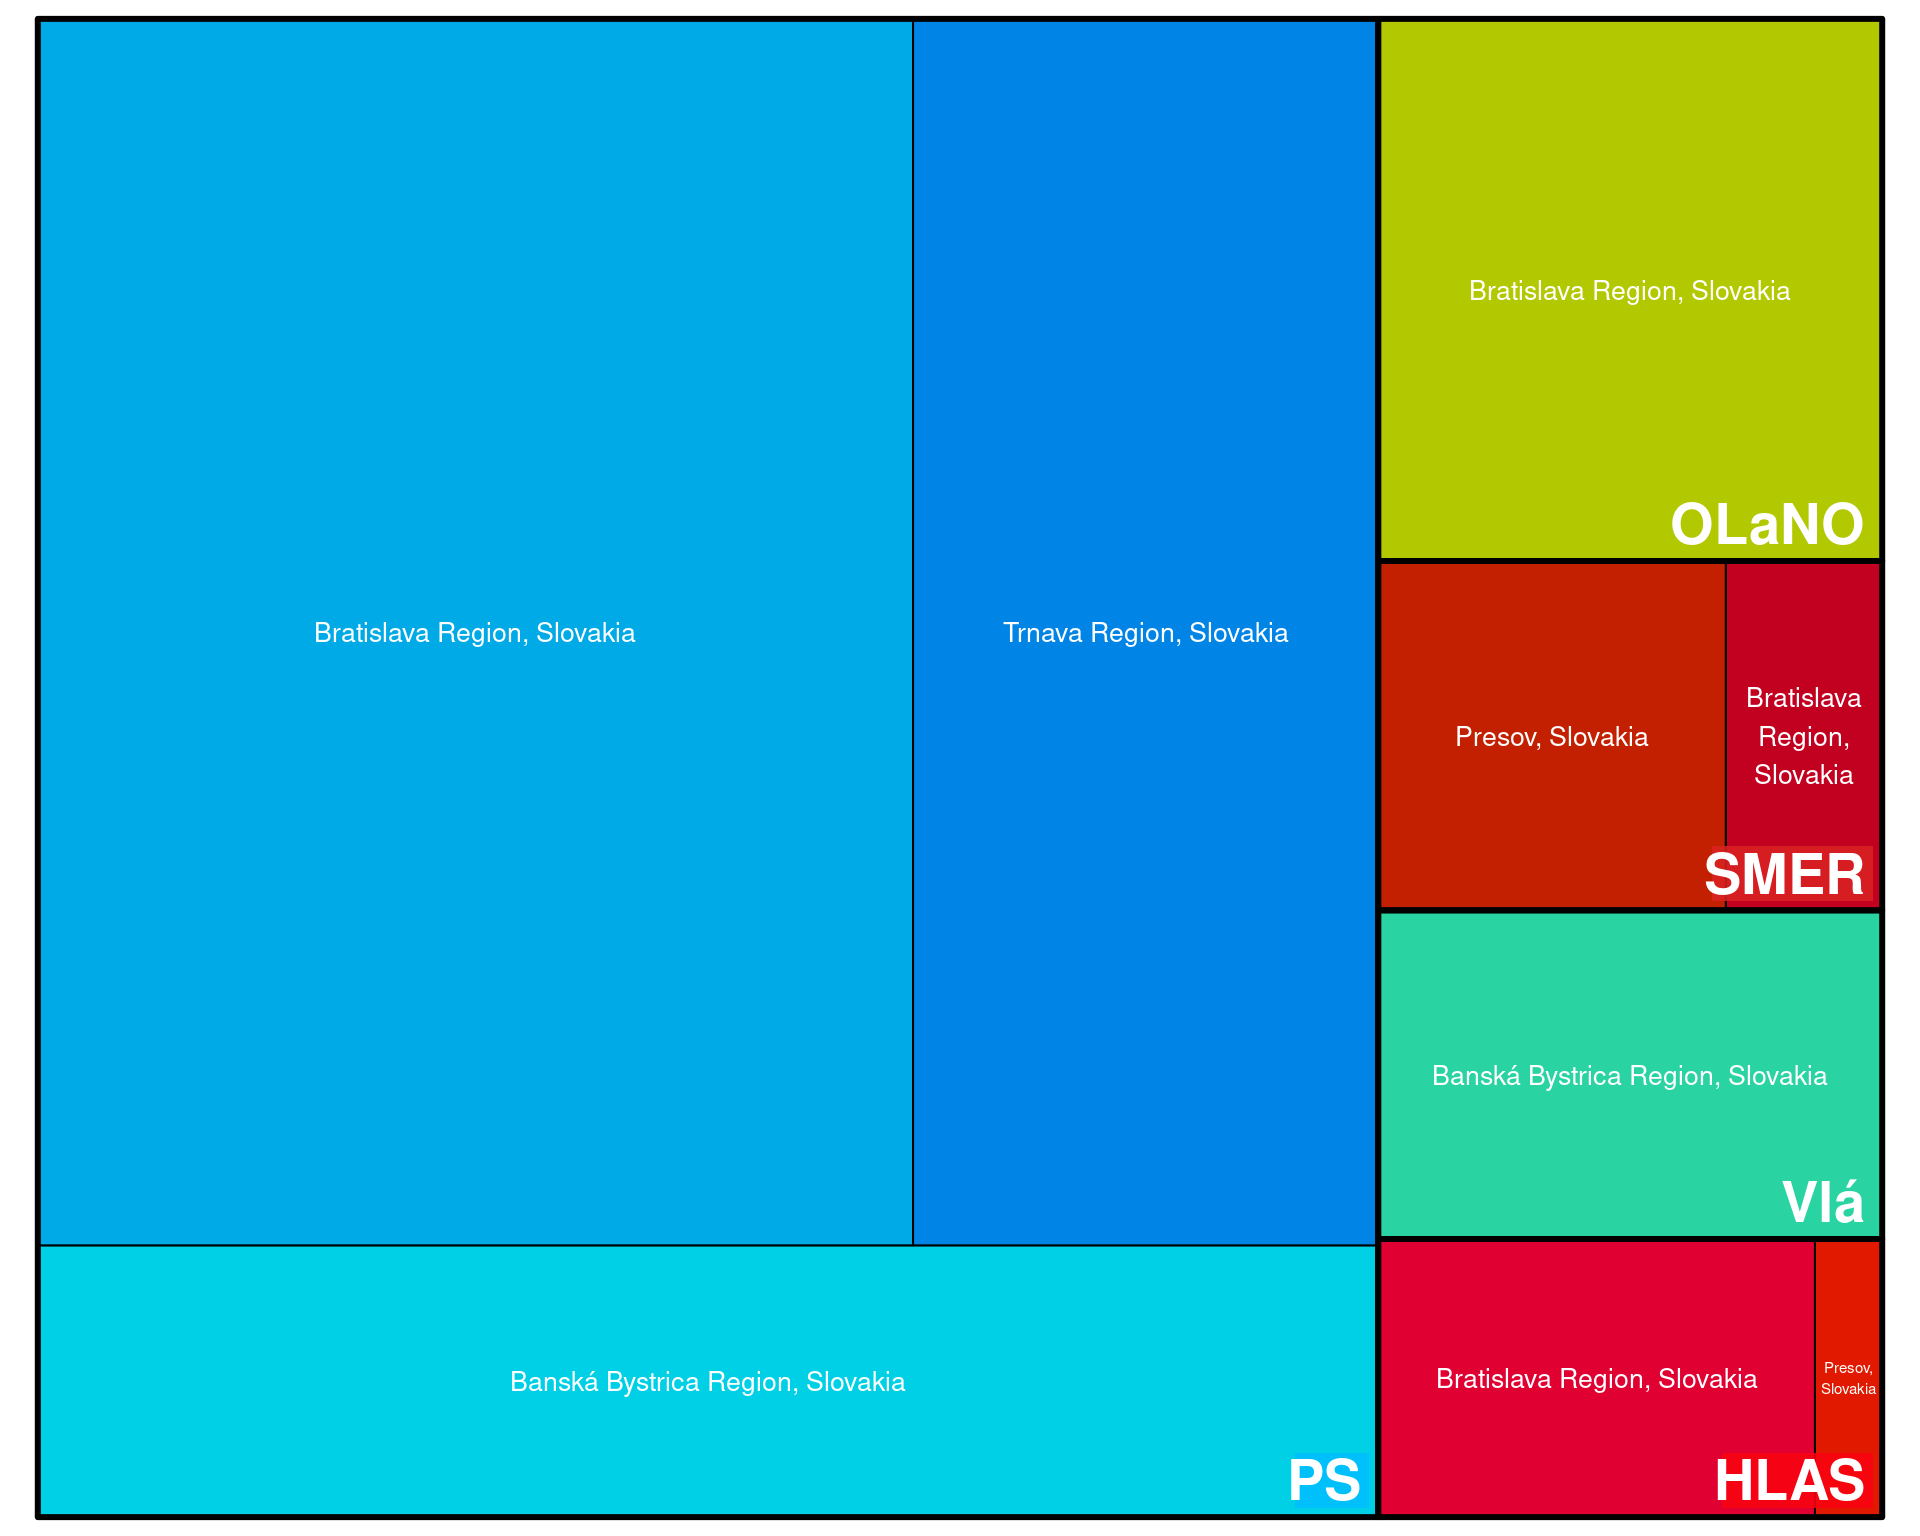 Bratislava Region, Slovakia
Trnava Region, Slovakia
Banská Bystrica Region, Slovakia
PS
Bratislava Region, Slovakia
OLaNO
Presov, Slovakia
Bratislava
Region,
Slovakia
SMER
Banská Bystrica Region, Slovakia
Vlá
Bratislava Region, Slovakia
Presov,
Slovakia
HLAS